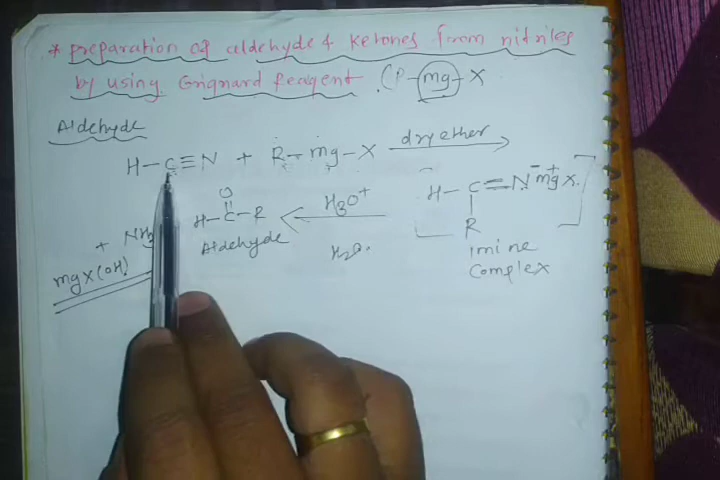 * preparation of aldehyde & ketones from nitriles
by using Grignard reagent. (R-mg-X
Aldehyde
H-C≡N + R-mg-X dry ether
H-C=N⁻ mg⁺X.
R
imine
complex
H₃O⁺
H₂O.
O
H-C-R
Aldehyde
+ NH₃
mgX(OH)